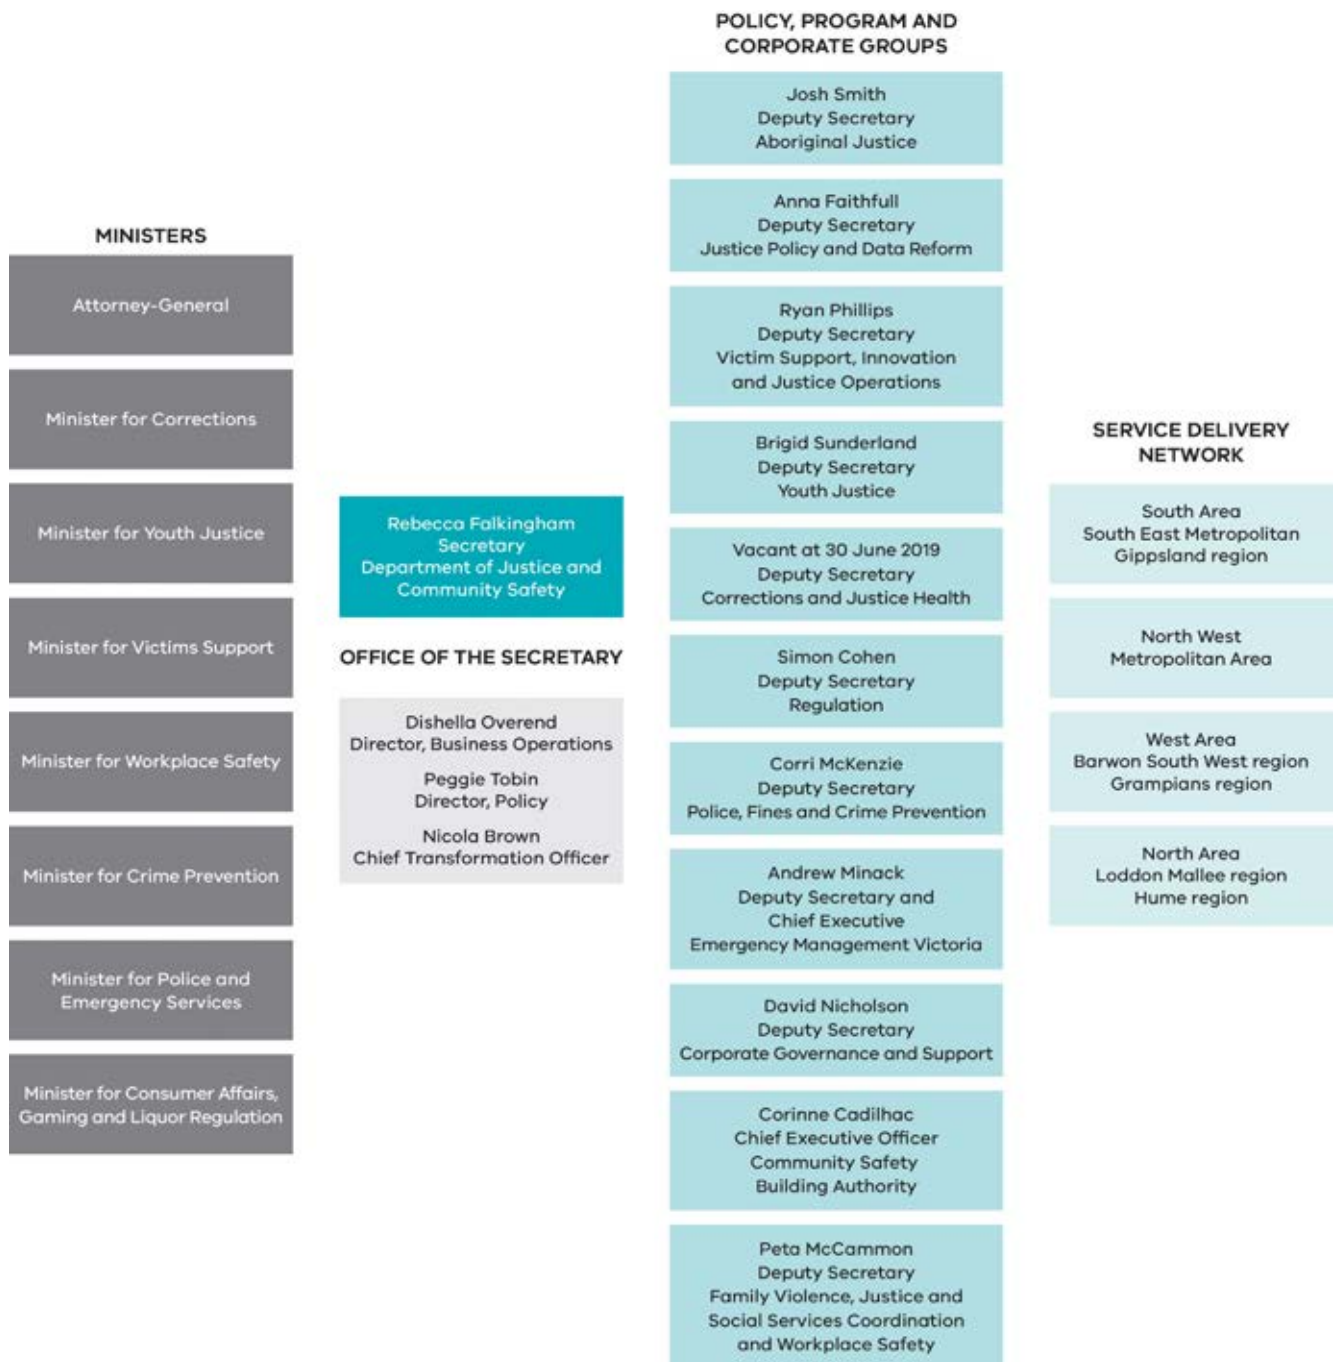 MINISTERS
Attorney-General
Minister for Corrections
Minister for Youth Justice
Minister for Victims Support
Minister for Workplace Safety
Minister for Crime Prevention
Minister for Police and
Emergency Services
Minister for Consumer Affairs,
Gaming and Liquor Regulation
Rebecca Falkingham
Secretary
Department of Justice and
Community Safety
OFFICE OF THE SECRETARY
Dishella Overend
Director, Business Operations
Peggie Tobin
Director, Policy
Nicola Brown
Chief Transformation Officer
POLICY, PROGRAM AND
CORPORATE GROUPS
Josh Smith
Deputy Secretary
Aboriginal Justice
Anna Faithfull
Deputy Secretary
Justice Policy and Data Reform
Ryan Phillips
Deputy Secretary
Victim Support, Innovation
and Justice Operations
Brigid Sunderland
Deputy Secretary
Youth Justice
Vacant at 30 June 2019
Deputy Secretary
Corrections and Justice Health
Simon Cohen
Deputy Secretary
Regulation
Corri McKenzie
Deputy Secretary
Police, Fines and Crime Prevention
Andrew Minack
Deputy Secretary and
Chief Executive
Emergency Management Victoria
David Nicholson
Deputy Secretary
Corporate Governance and Support
Corinne Cadilhac
Chief Executive Officer
Community Safety
Building Authority
Peta McCammon
Deputy Secretary
Family Violence, Justice and
Social Services Coordination
and Workplace Safety
SERVICE DELIVERY
NETWORK
South Area
South East Metropolitan
Gippsland region
North West
Metropolitan Area
West Area
Barwon South West region
Grampians region
North Area
Loddon Mallee region
Hume region